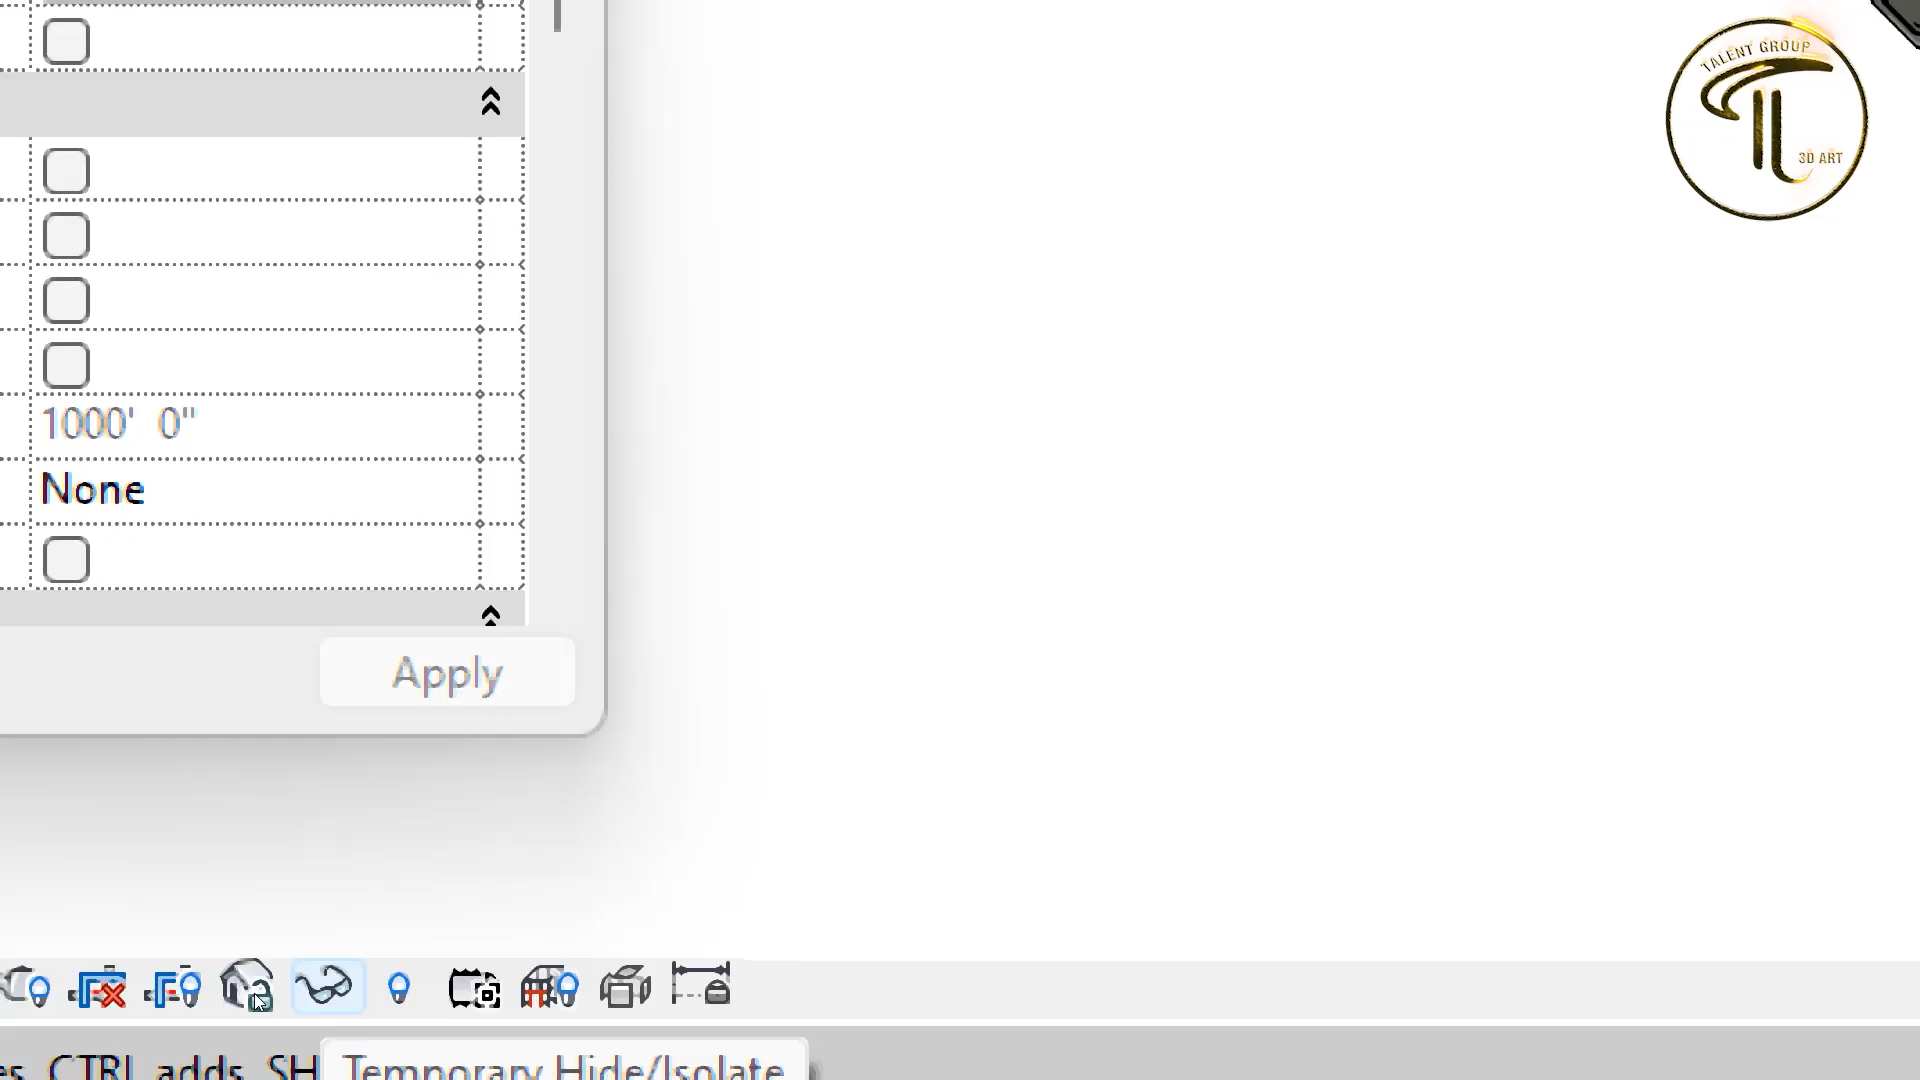 TALENT GROUP
3D ART
1000' 0"
None
Apply
CTRL adds, SH
Temporary Hide/Isolate